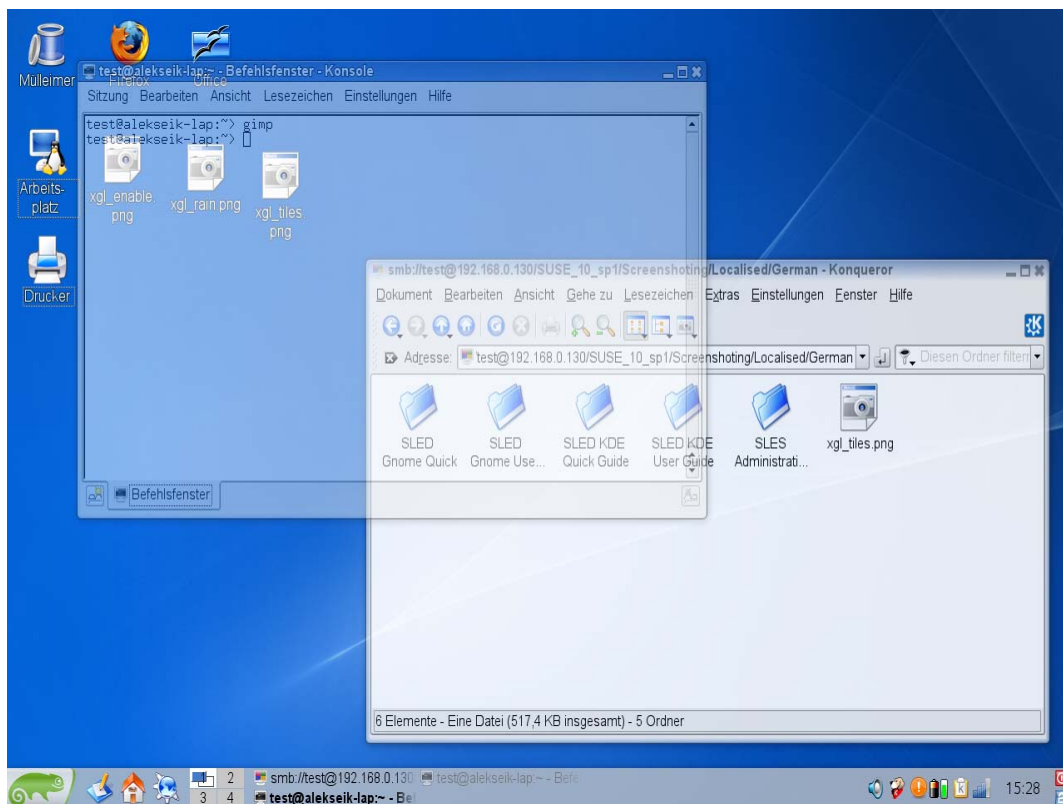 Mülleimer
Firefox
Office
test@alekseik-lap:~ - Befehlsfenster - Konsole
Sitzung Bearbeiten Ansicht Lesezeichen Einstellungen Hilfe
test@alekseik-lap:~> gimp
test@alekseik-lap:~>
Arbeits-
platz
xgl_enable.
png
xgl_rain.png
xgl_tiles.
png
Drucker
smb://test@192.168.0.130/SUSE_10_sp1/Screenshoting/Localised/German - Konqueror
Dokument Bearbeiten Ansicht Gehe zu Lesezeichen Extras Einstellungen Fenster Hilfe
Adresse: test@192.168.0.130/SUSE_10_sp1/Screenshoting/Localised/German
Diesen Ordner filtern
SLED
Gnome Quick
SLED
Gnome Use...
SLED KDE
Quick Guide
SLED KDE
User Guide
SLES
Administrati...
xgl_tiles.png
Befehlsfenster
6 Elemente - Eine Datei (517,4 KB insgesamt) - 5 Ordner
2
3 4
smb://test@192.168.0.130
test@alekseik-lap:~ - Befe
test@alekseik-lap:~ - Be
15:28